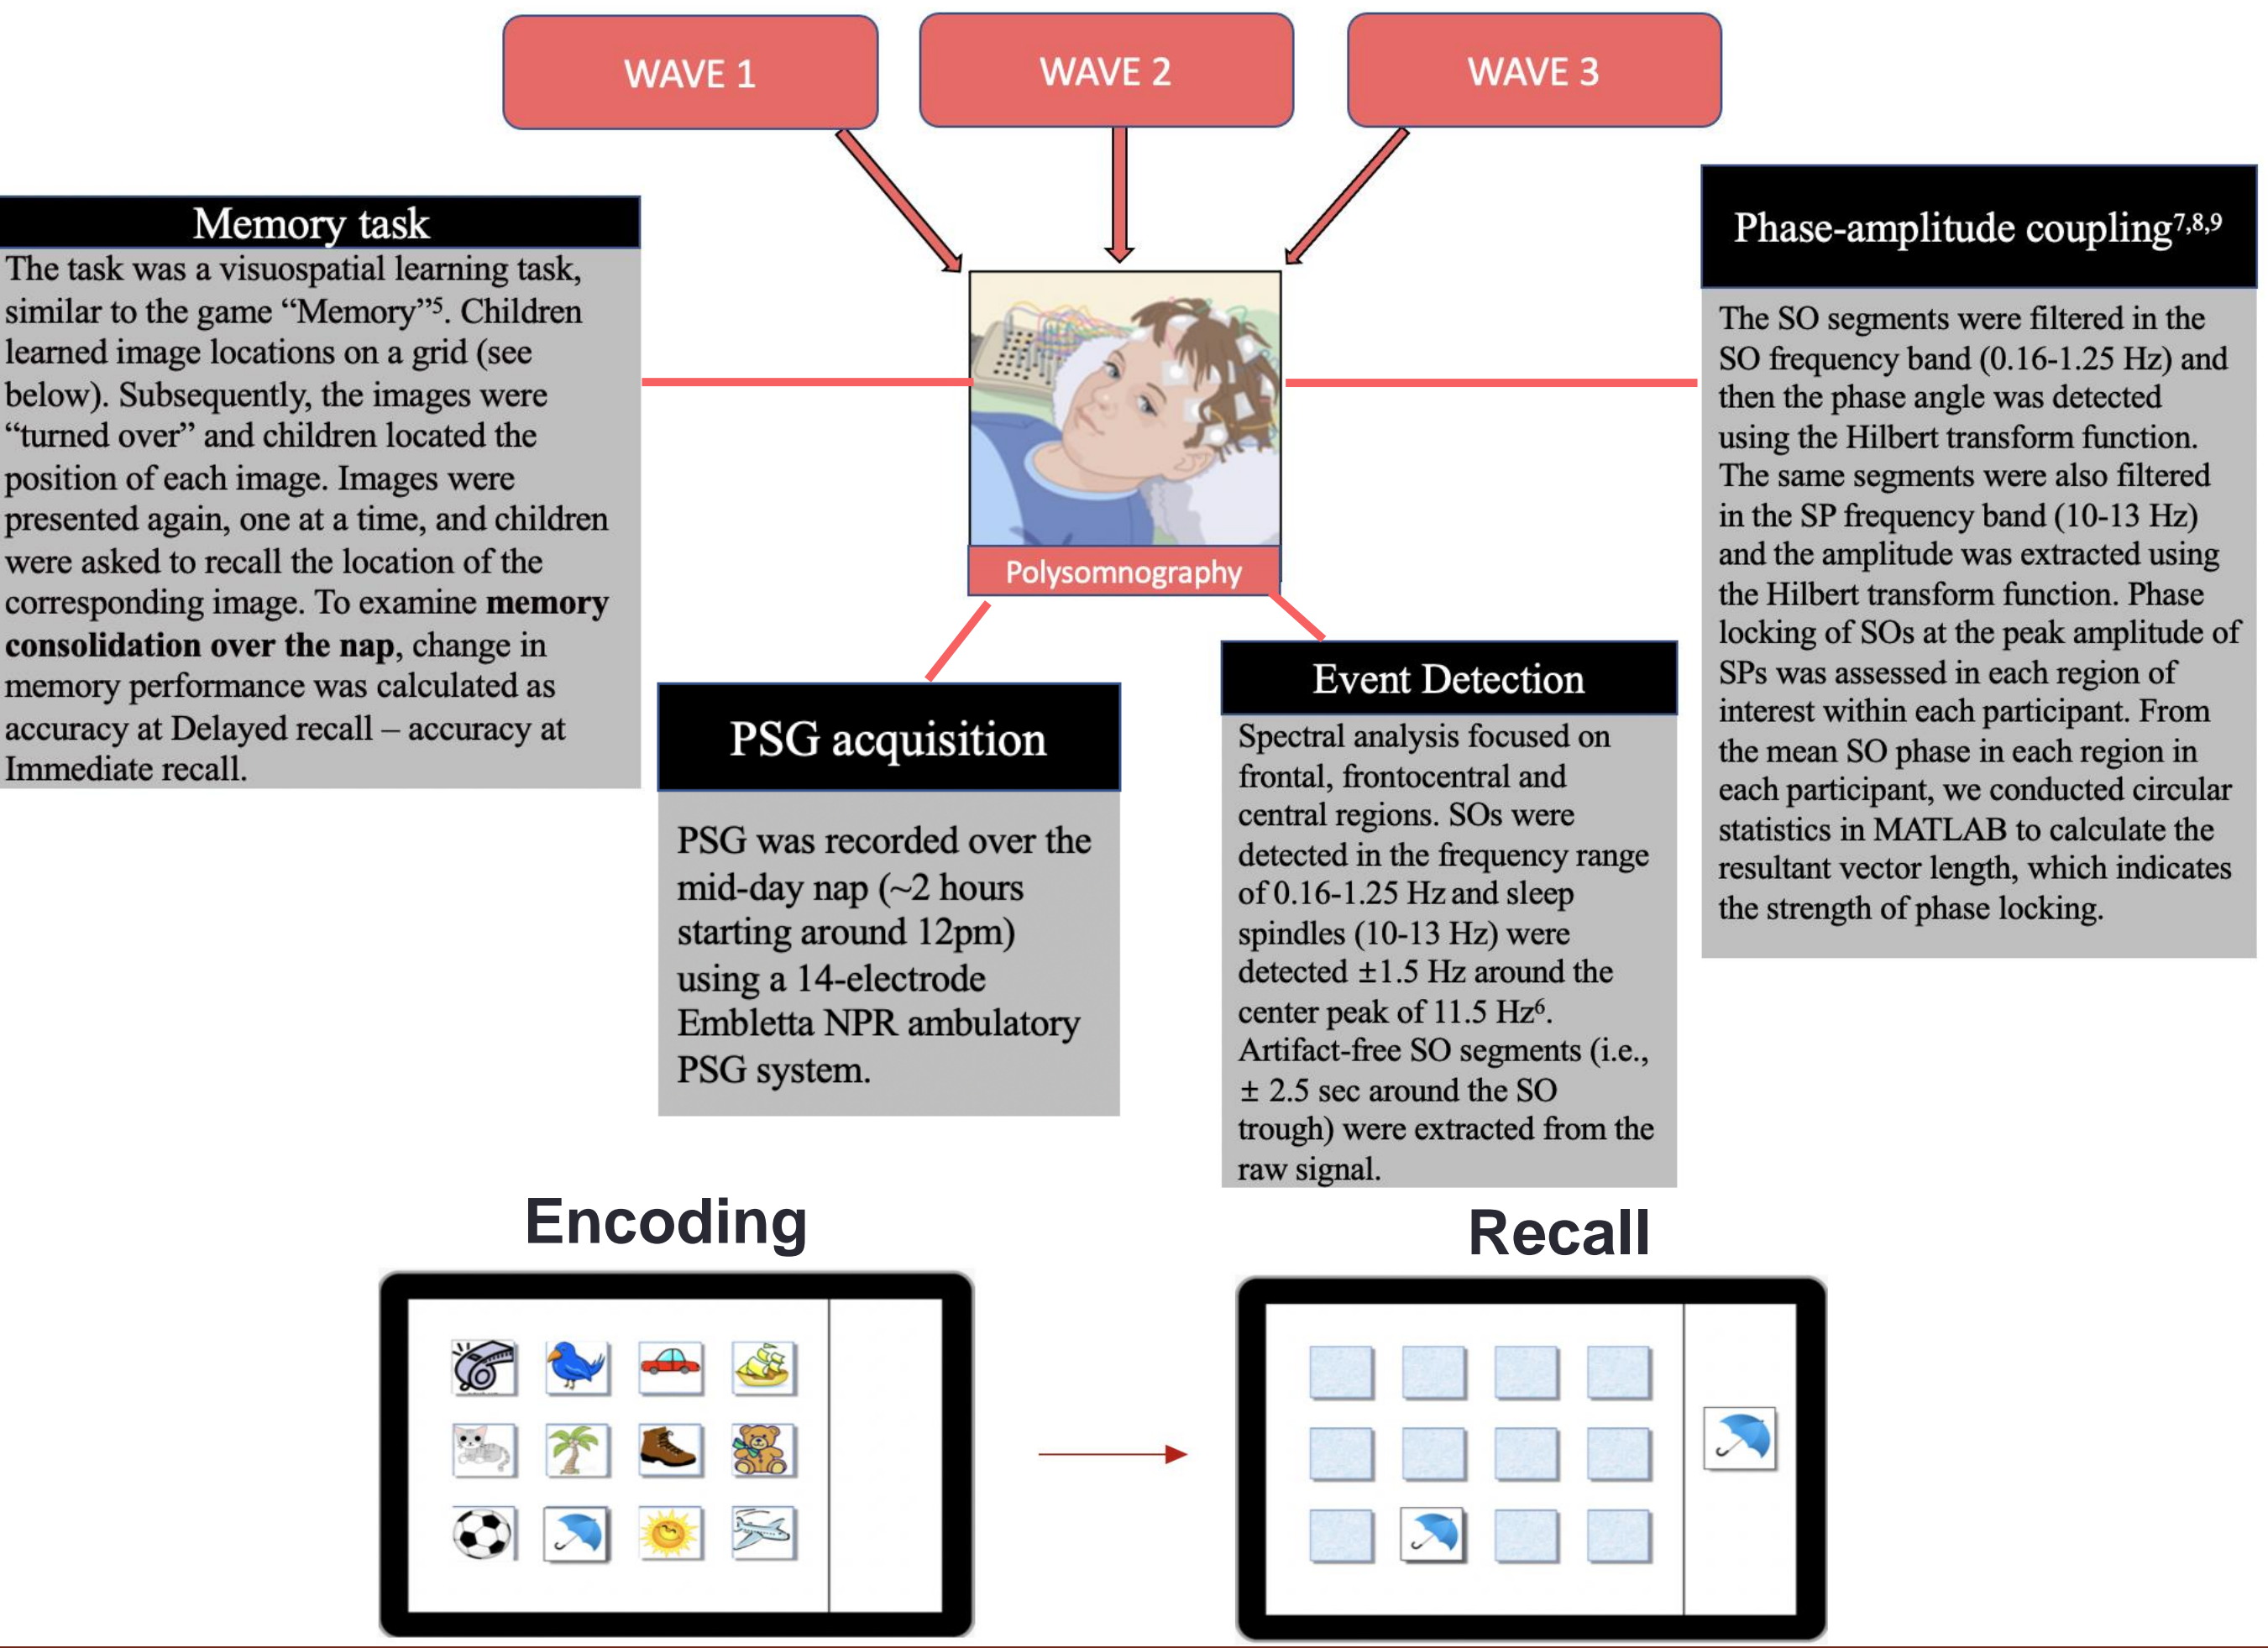 WAVE 1
WAVE 2
WAVE 3
Memory task
The task was a visuospatial learning task,
similar to the game “Memory”⁵. Children
learned image locations on a grid (see
below). Subsequently, the images were
“turned over” and children located the
position of each image. Images were
presented again, one at a time, and children
were asked to recall the location of the
corresponding image. To examine memory
consolidation over the nap, change in
memory performance was calculated as
accuracy at Delayed recall – accuracy at
Immediate recall.
Polysomnography
PSG acquisition
PSG was recorded over the
mid-day nap (~2 hours
starting around 12pm)
using a 14-electrode
Embletta NPR ambulatory
PSG system.
Event Detection
Spectral analysis focused on
frontal, frontocentral and
central regions. SOs were
detected in the frequency range
of 0.16-1.25 Hz and sleep
spindles (10-13 Hz) were
detected ±1.5 Hz around the
center peak of 11.5 Hz⁶.
Artifact-free SO segments (i.e.,
± 2.5 sec around the SO
trough) were extracted from the
raw signal.
Phase-amplitude coupling⁷,⁸,⁹
The SO segments were filtered in the
SO frequency band (0.16-1.25 Hz) and
then the phase angle was detected
using the Hilbert transform function.
The same segments were also filtered
in the SP frequency band (10-13 Hz)
and the amplitude was extracted using
the Hilbert transform function. Phase
locking of SOs at the peak amplitude of
SPs was assessed in each region of
interest within each participant. From
the mean SO phase in each region in
each participant, we conducted circular
statistics in MATLAB to calculate the
resultant vector length, which indicates
the strength of phase locking.
Encoding
Recall